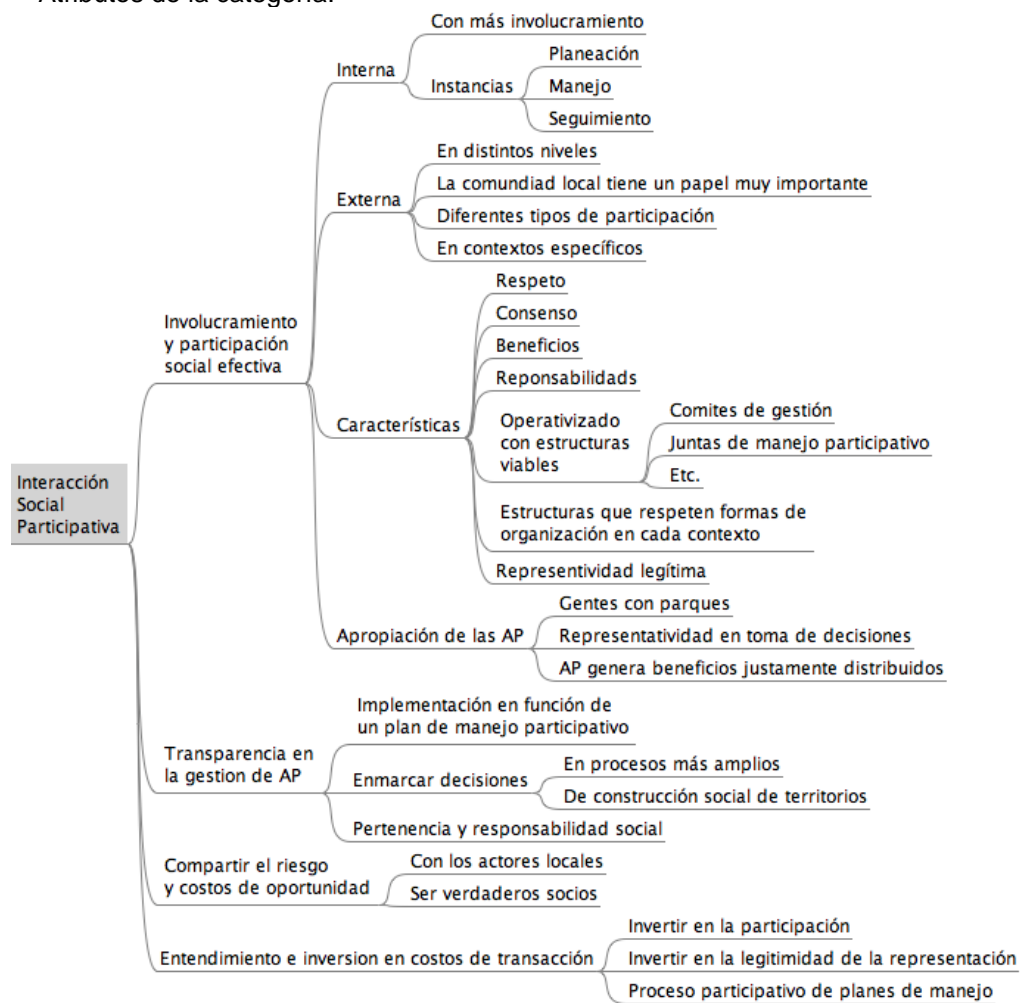 Atributos de la categoría:
Con más involucramiento
Interna
Planeación
Instancias
Manejo
Seguimiento
En distintos niveles
La comundiad local tiene un papel muy importante
Externa
Diferentes tipos de participación
En contextos específicos
Respeto
Consenso
Involucramiento
y participación
social efectiva
Beneficios
Reponsabilidads
Características
Operativizado
con estructuras
viables
Comites de gestión
Juntas de manejo participativo
Etc.
Interacción
Social
Participativa
Estructuras que respeten formas de
organización en cada contexto
Representividad legítima
Gentes con parques
Apropiación de las AP
Representatividad en toma de decisiones
AP genera beneficios justamente distribuidos
Implementación en función de
un plan de manejo participativo
Transparencia en
la gestion de AP
En procesos más amplios
Enmarcar decisiones
De construcción social de territorios
Pertenencia y responsabilidad social
Compartir el riesgo
y costos de oportunidad
Con los actores locales
Ser verdaderos socios
Invertir en la participación
Entendimiento e inversion en costos de transacción
Invertir en la legitimidad de la representación
Proceso participativo de planes de manejo